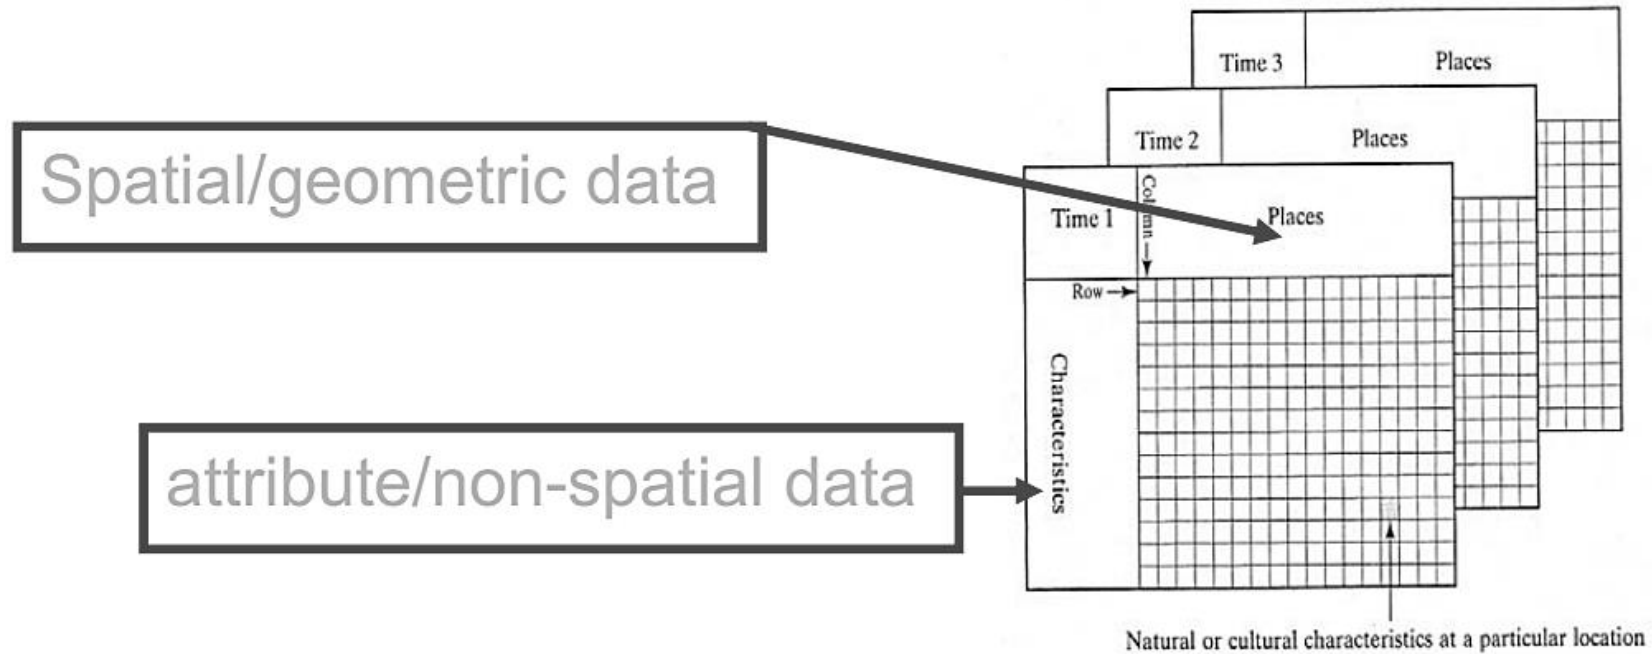 Time 3
Places
Time 2
Places
Spatial/geometric data
Time 1
Column
Places
Row
Characteristics
attribute/non-spatial data
Natural or cultural characteristics at a particular location